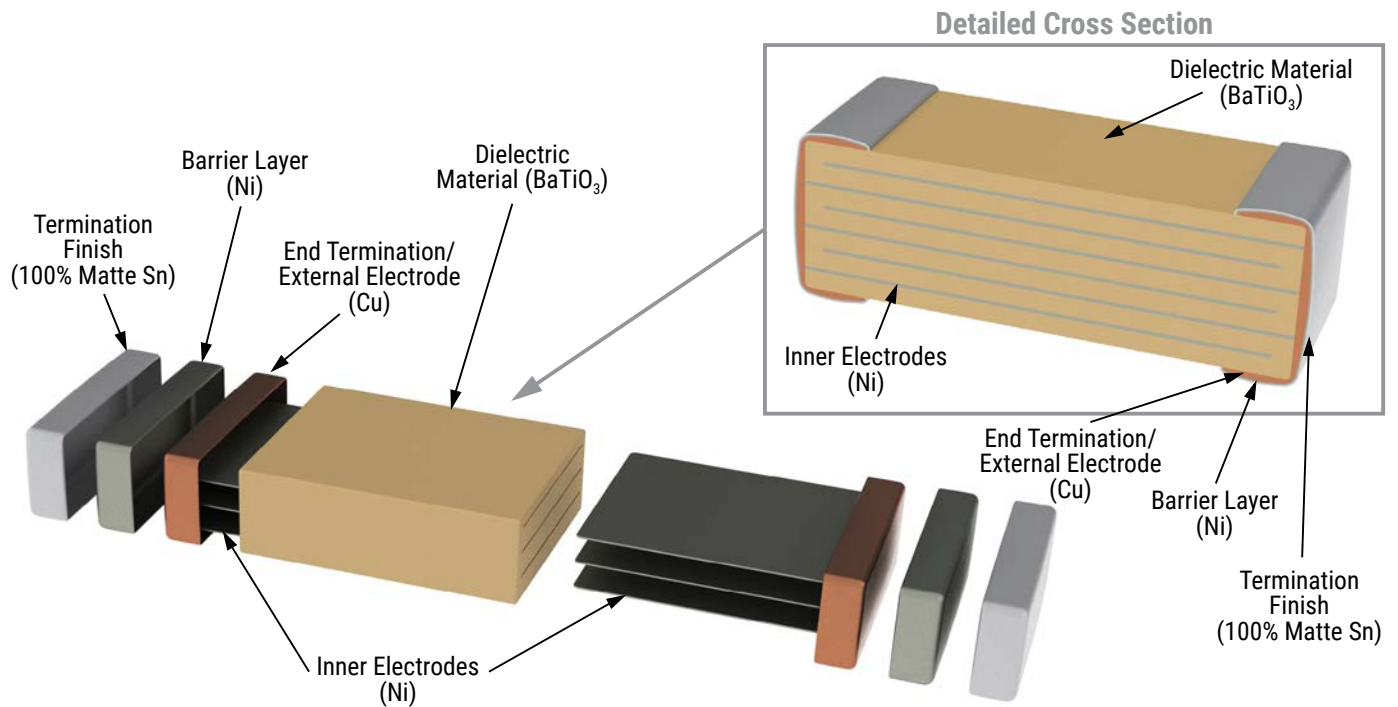 Detailed Cross Section
Dielectric Material
(BaTiO₃)
Inner Electrodes
(Ni)
End Termination/
External Electrode
(Cu)
Barrier Layer
(Ni)
Termination
Finish
(100% Matte Sn)
Termination
Finish
(100% Matte Sn)
Barrier Layer
(Ni)
End Termination/
External Electrode
(Cu)
Dielectric
Material (BaTiO₃)
Inner Electrodes
(Ni)